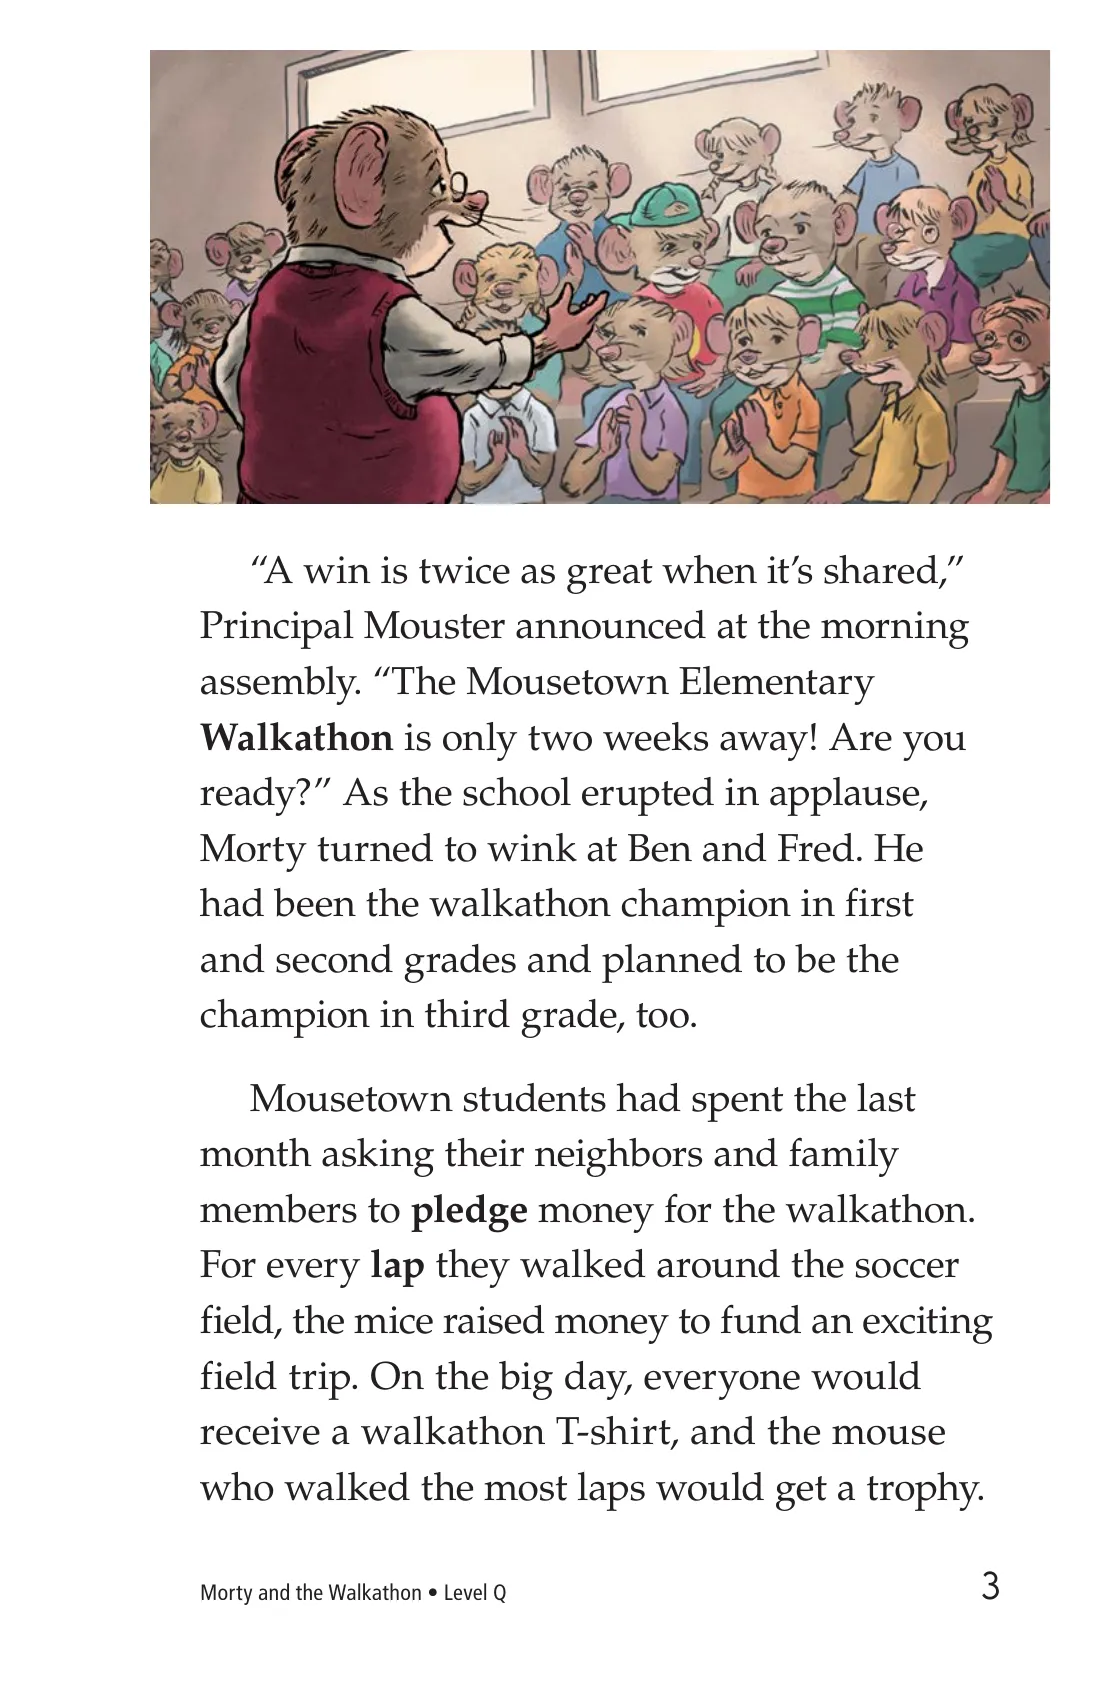 “A win is twice as great when it’s shared,”
Principal Mouster announced at the morning
assembly. “The Mousetown Elementary
Walkathon is only two weeks away! Are you
ready?” As the school erupted in applause,
Morty turned to wink at Ben and Fred. He
had been the walkathon champion in first
and second grades and planned to be the
champion in third grade, too.
Mousetown students had spent the last
month asking their neighbors and family
members to pledge money for the walkathon.
For every lap they walked around the soccer
field, the mice raised money to fund an exciting
field trip. On the big day, everyone would
receive a walkathon T-shirt, and the mouse
who walked the most laps would get a trophy.
Morty and the Walkathon • Level Q
3